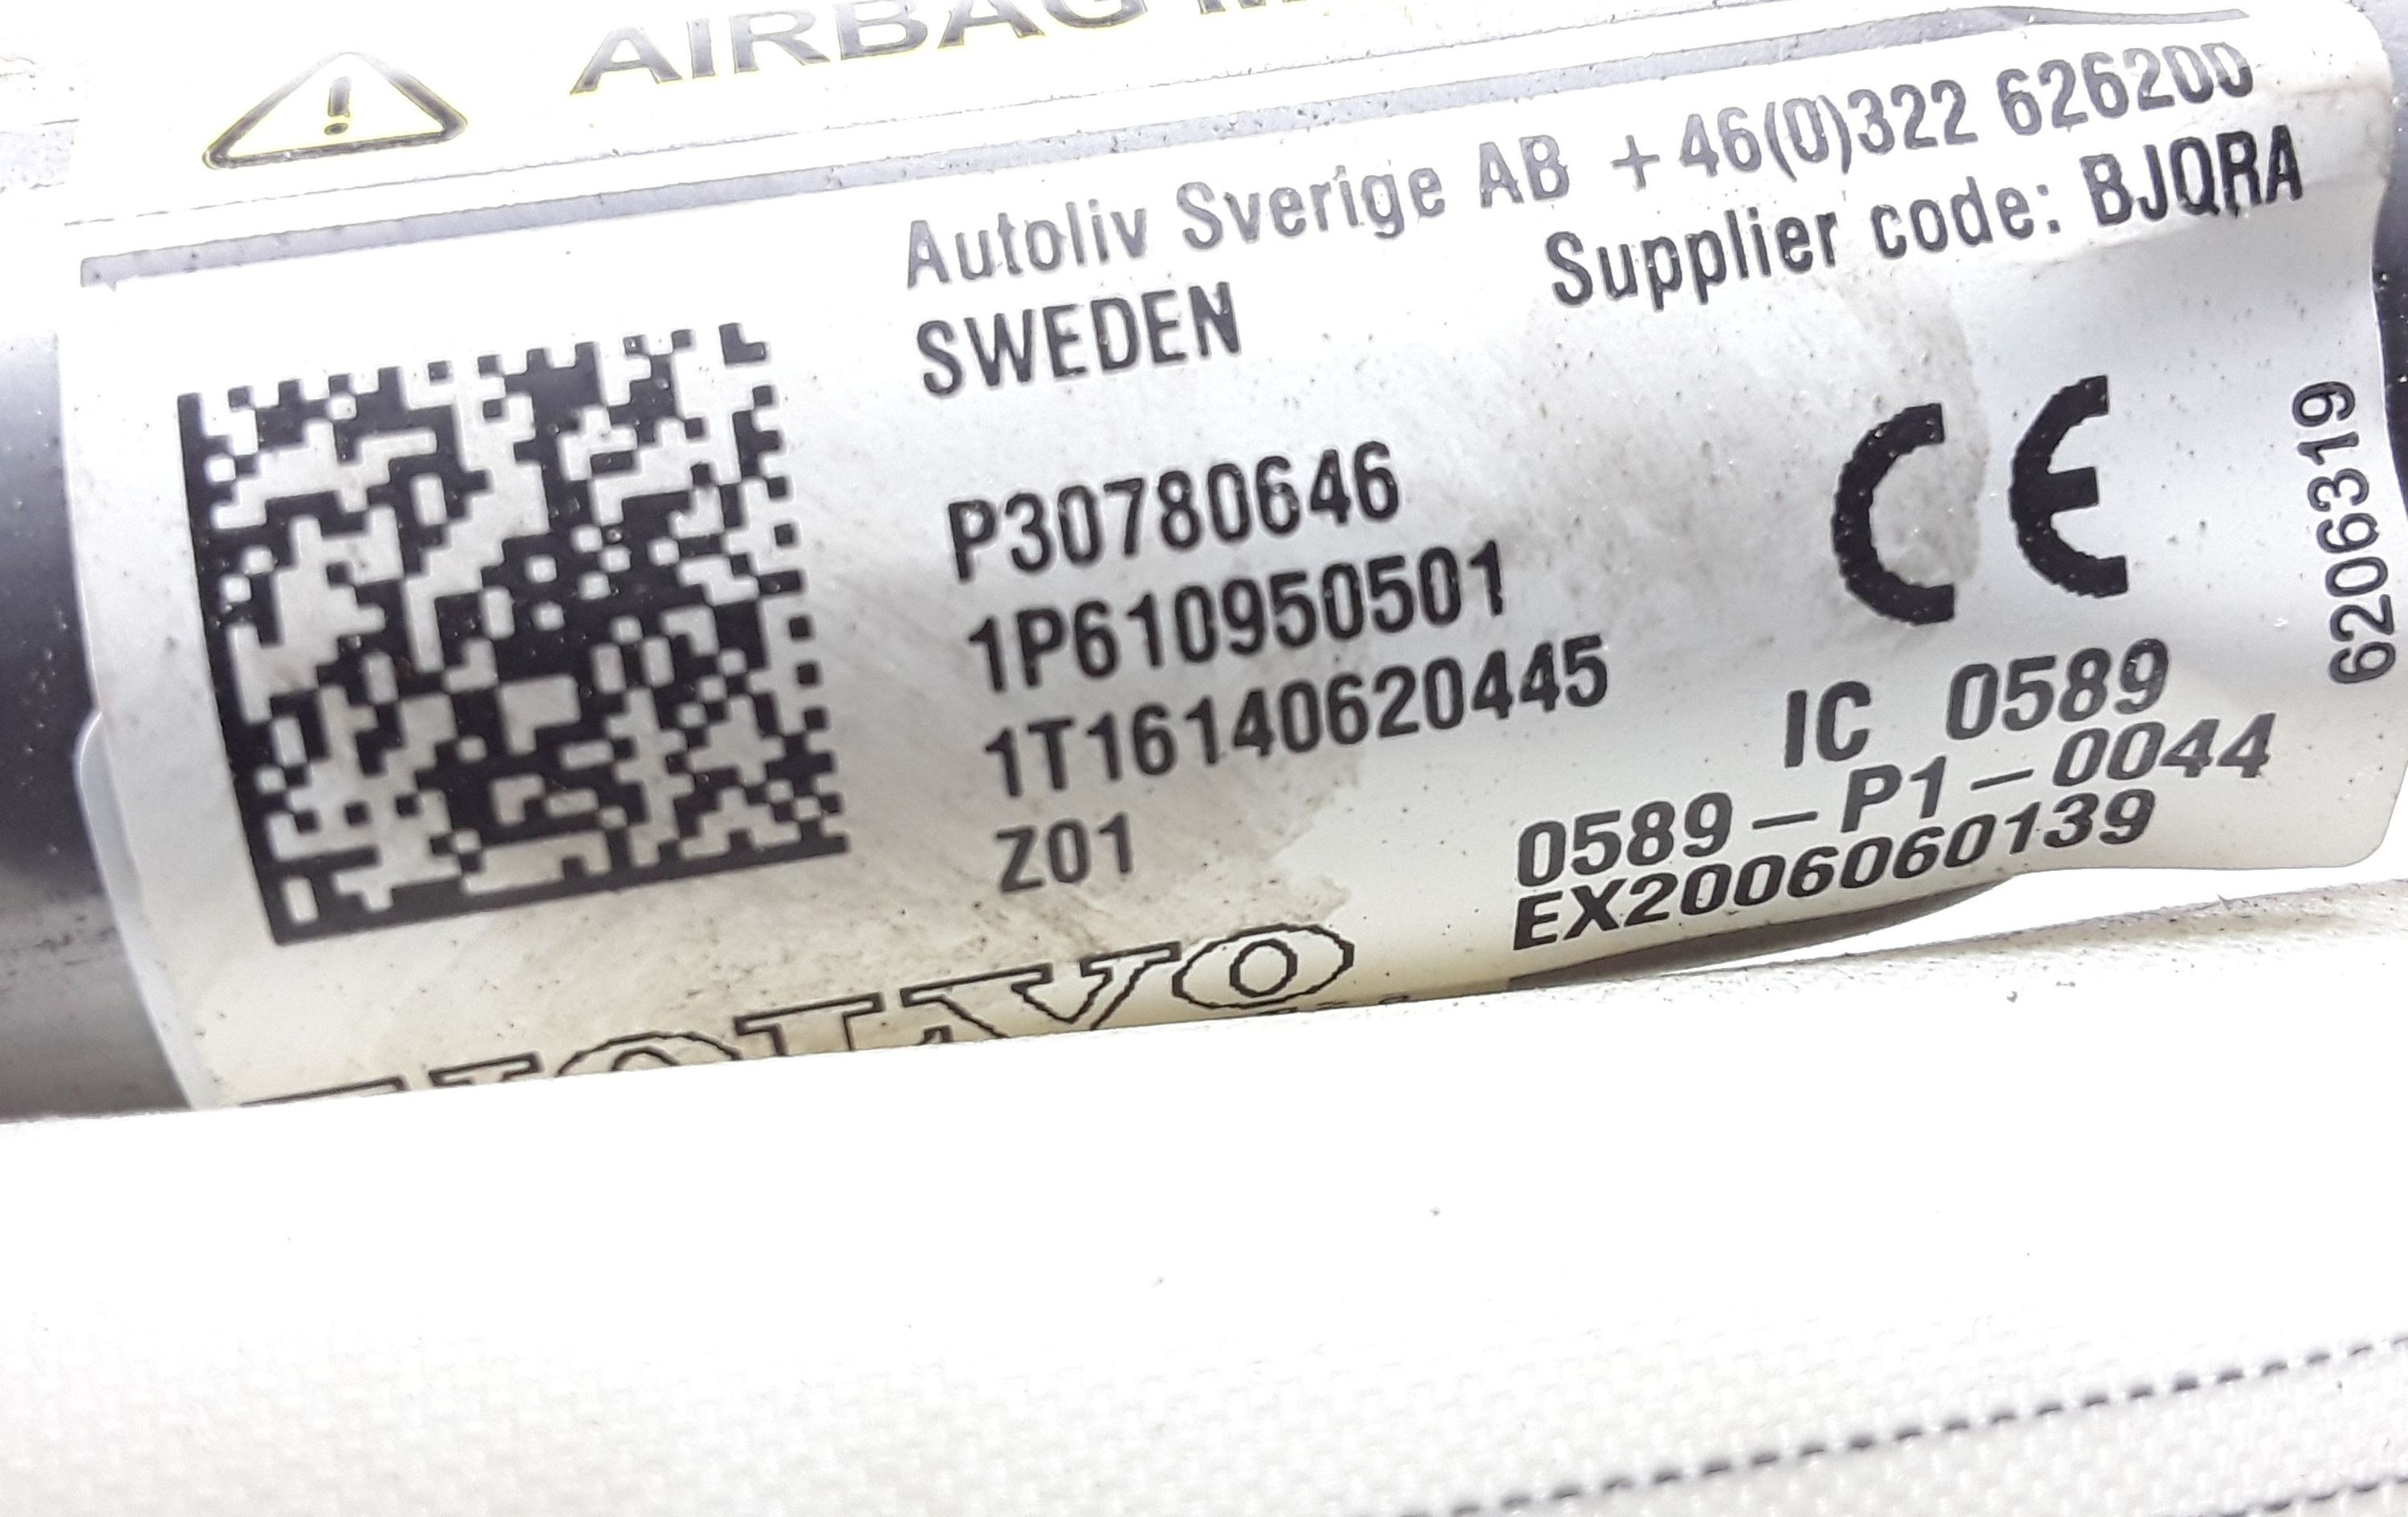 AIRBAG
Autoliv Sverige AB +46(0)322 626200
SWEDEN
Supplier code: BJQRA
P30780646
1P610950501
1T16140620445
Z01
IC 0589
0589-P1-0044
EX2006060139
6206319
VOLVO